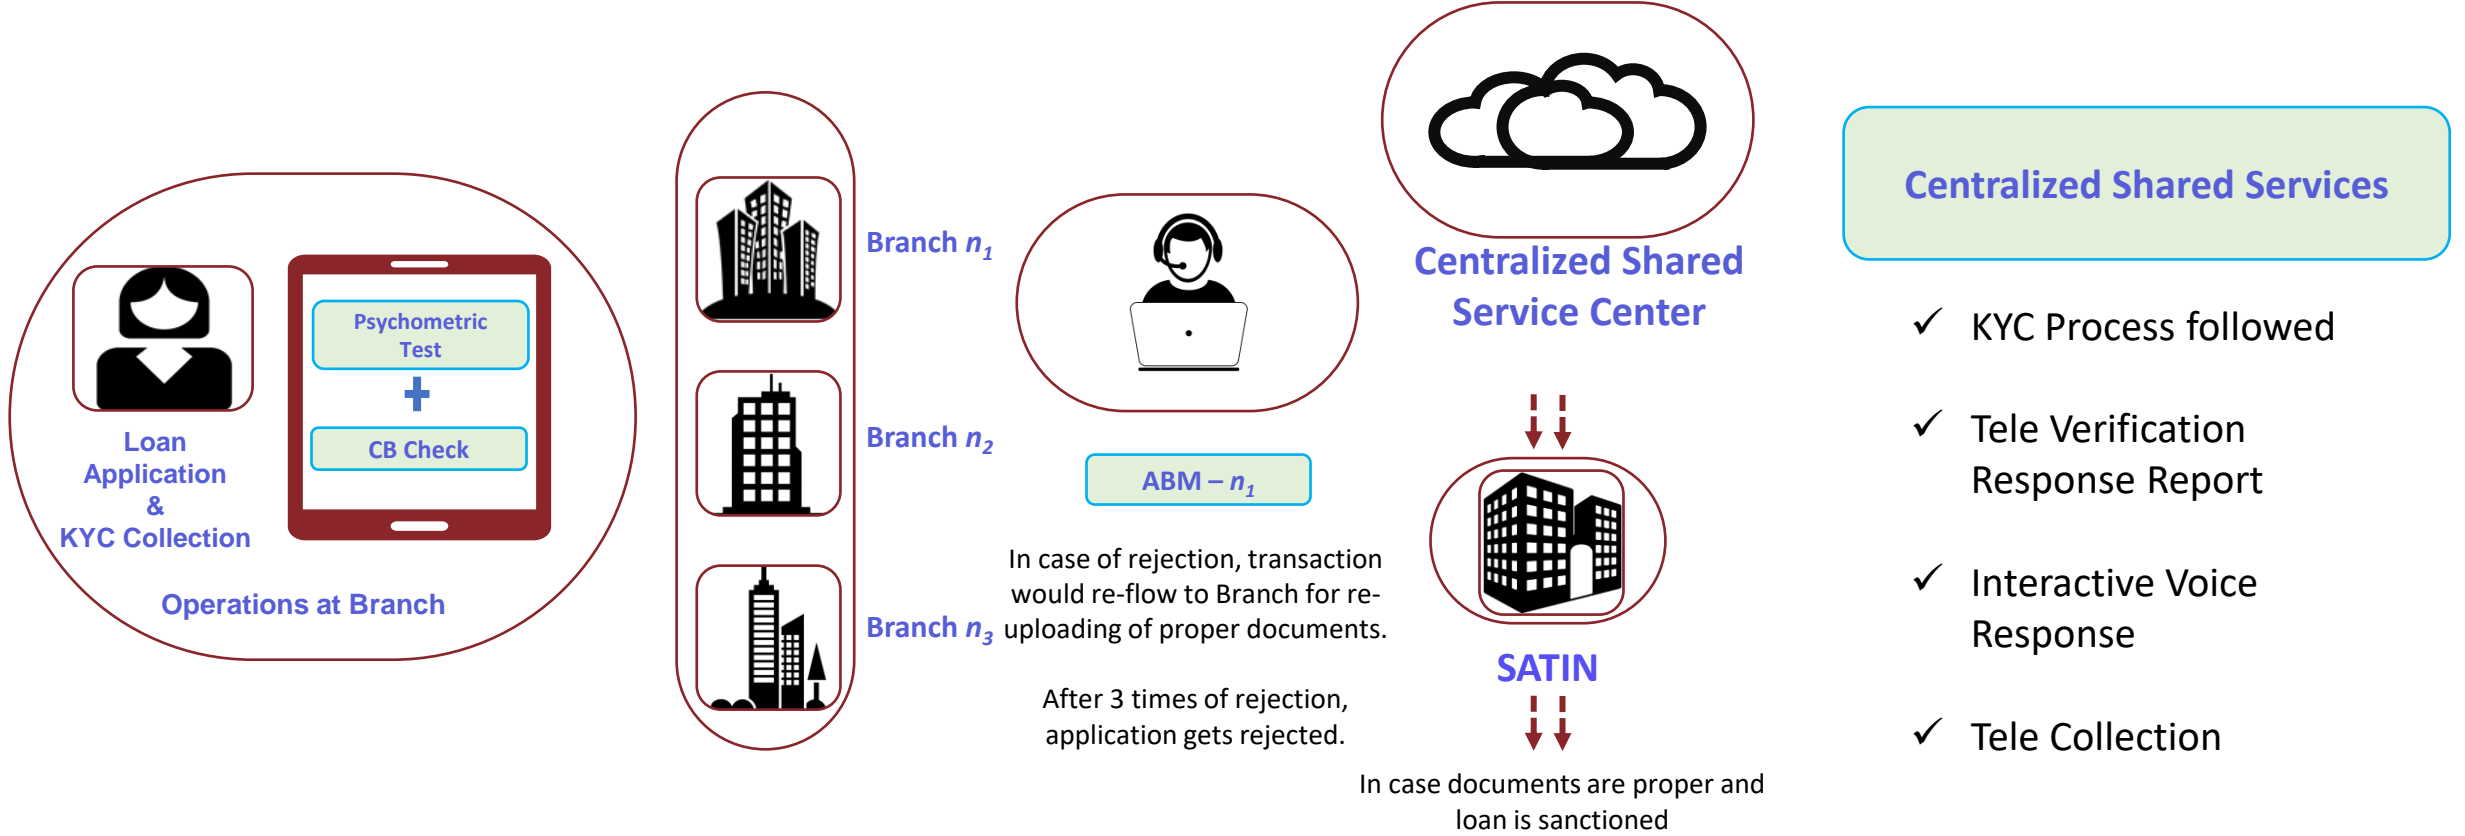 Psychometric
Test
CB Check
Loan
Application
&
KYC Collection
Operations at Branch
Branch n1
Branch n2
Branch n3
ABM – n1
In case of rejection, transaction
would re-flow to Branch for re-
uploading of proper documents.
After 3 times of rejection,
application gets rejected.
Centralized Shared
Service Center
SATIN
In case documents are proper and
loan is sanctioned
Centralized Shared Services
✓ KYC Process followed
✓ Tele Verification
Response Report
✓ Interactive Voice
Response
✓ Tele Collection